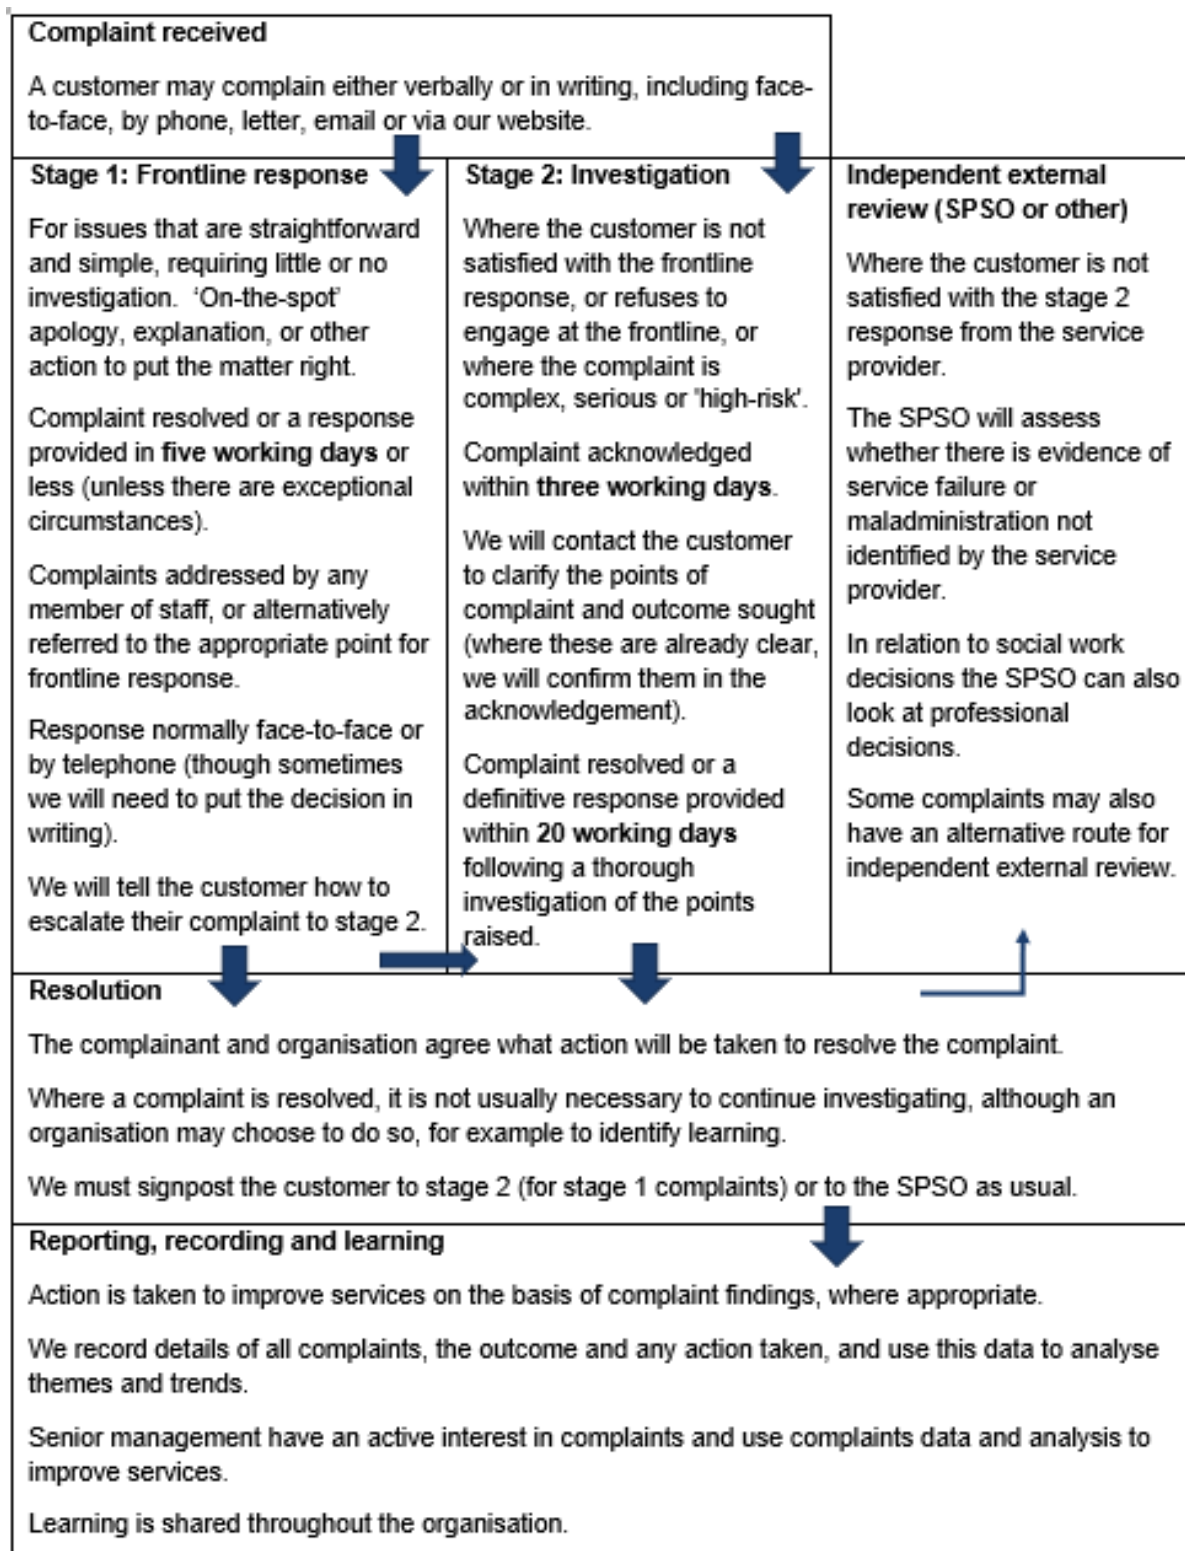 Complaint received
A customer may complain either verbally or in writing, including face-
to-face, by phone, letter, email or via our website.
Stage 1: Frontline response
For issues that are straightforward
and simple, requiring little or no
investigation.  ‘On-the-spot’
apology, explanation, or other
action to put the matter right.
Complaint resolved or a response
provided in five working days or
less (unless there are exceptional
circumstances).
Complaints addressed by any
member of staff, or alternatively
referred to the appropriate point for
frontline response.
Response normally face-to-face or
by telephone (though sometimes
we will need to put the decision in
writing).
We will tell the customer how to
escalate their complaint to stage 2.
Stage 2: Investigation
Where the customer is not
satisfied with the frontline
response, or refuses to
engage at the frontline, or
where the complaint is
complex, serious or 'high-risk'.
Complaint acknowledged
within three working days.
We will contact the customer
to clarify the points of
complaint and outcome sought
(where these are already clear,
we will confirm them in the
acknowledgement).
Complaint resolved or a
definitive response provided
within 20 working days
following a thorough
investigation of the points
raised.
Independent external
review (SPSO or other)
Where the customer is not
satisfied with the stage 2
response from the service
provider.
The SPSO will assess
whether there is evidence of
service failure or
maladministration not
identified by the service
provider.
In relation to social work
decisions the SPSO can also
look at professional
decisions.
Some complaints may also
have an alternative route for
independent external review.
Resolution
The complainant and organisation agree what action will be taken to resolve the complaint.
Where a complaint is resolved, it is not usually necessary to continue investigating, although an
organisation may choose to do so, for example to identify learning.
We must signpost the customer to stage 2 (for stage 1 complaints) or to the SPSO as usual.
Reporting, recording and learning
Action is taken to improve services on the basis of complaint findings, where appropriate.
We record details of all complaints, the outcome and any action taken, and use this data to analyse
themes and trends.
Senior management have an active interest in complaints and use complaints data and analysis to
improve services.
Learning is shared throughout the organisation.